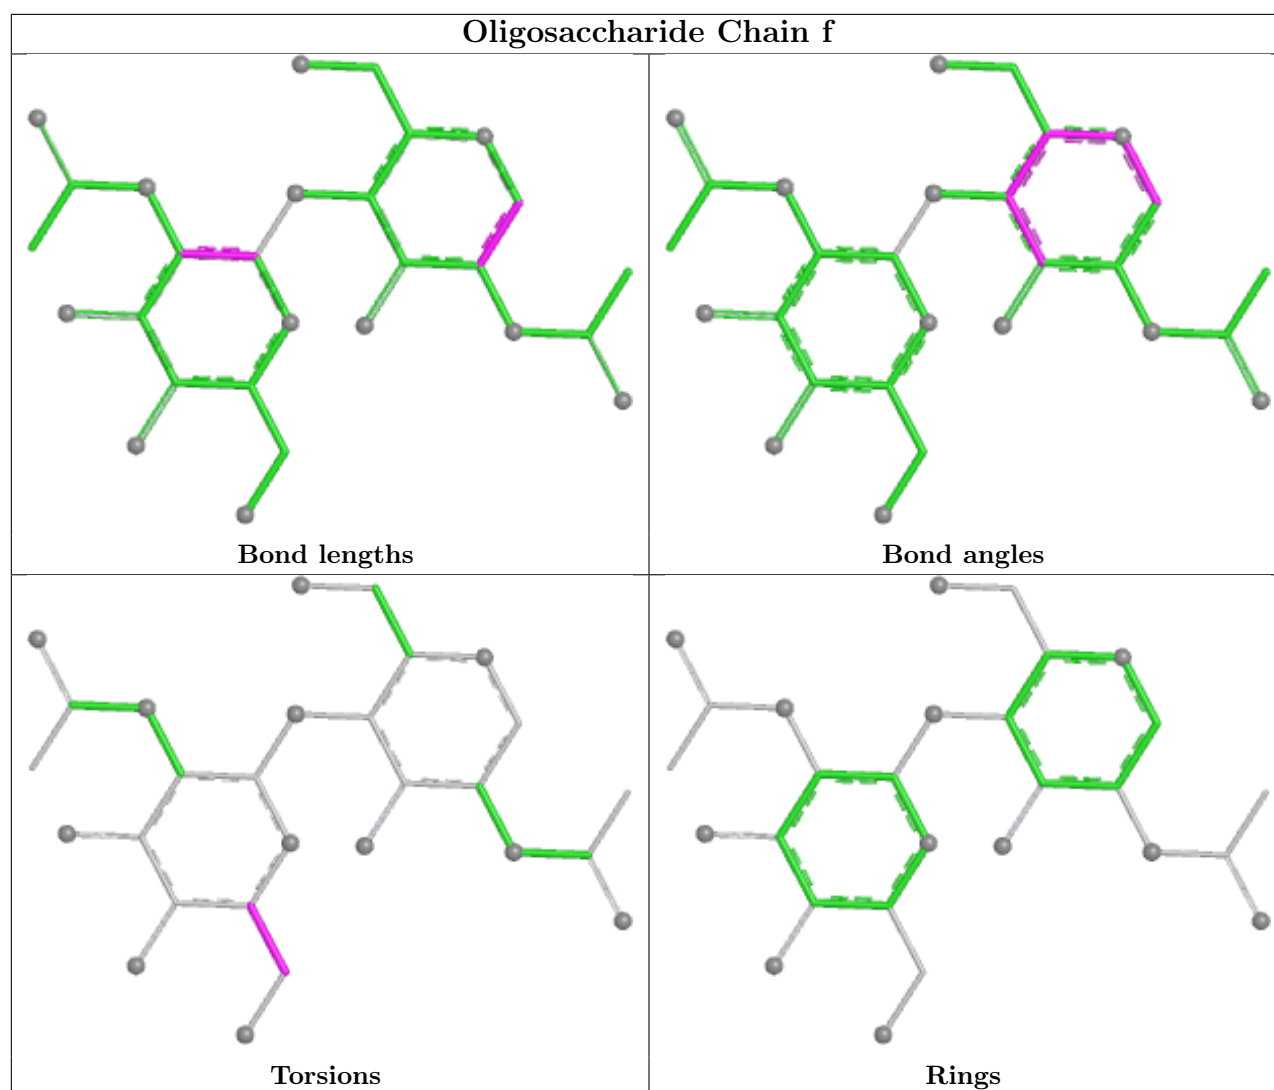 Oligosaccharide Chain f
Bond lengths
Bond angles
Torsions
Rings